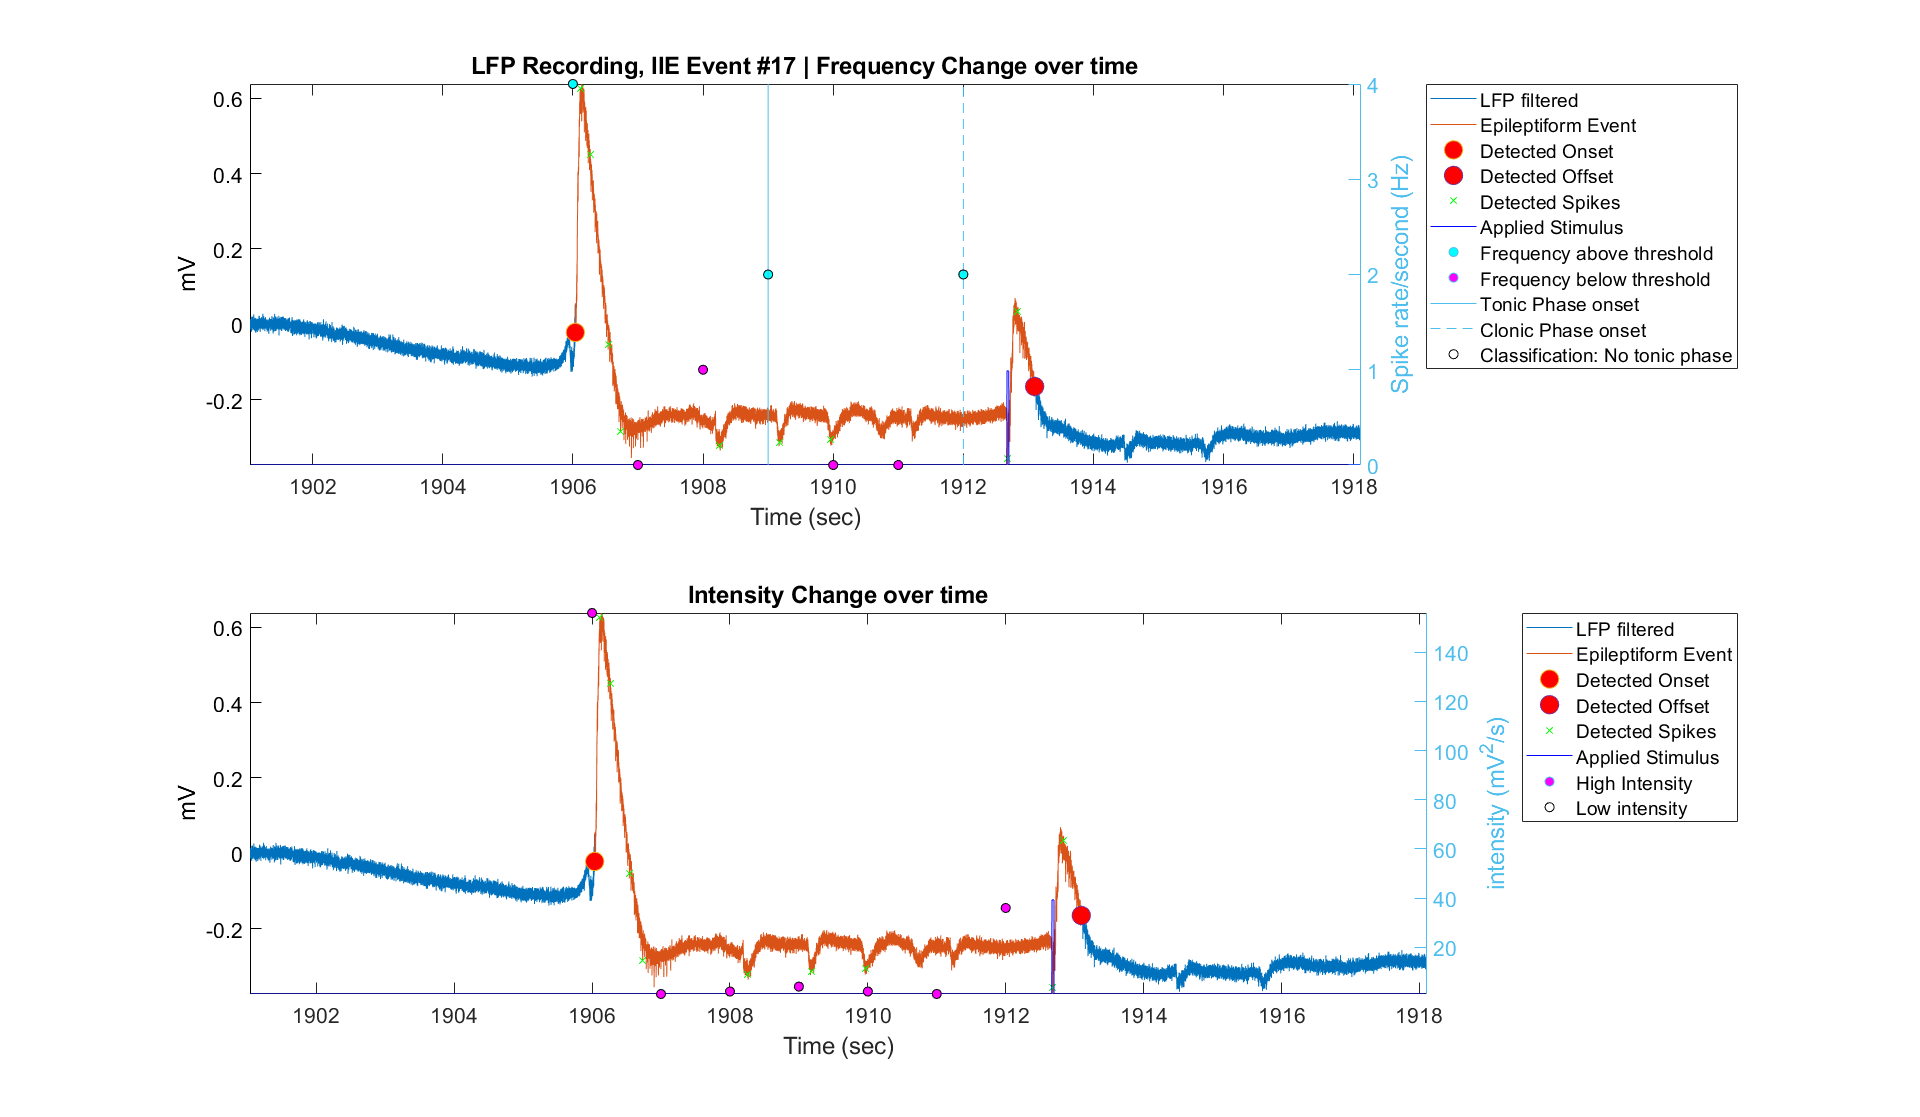 LFP Recording, IIE Event #17 | Frequency Change over time
0.6
0.4
0.2
0
-0.2
mV
1902 1904 1906 1908 1910 1912 1914 1916 1918
Time (sec)
4
3
2
1
0
Spike rate/second (Hz)
LFP filtered
Epileptiform Event
Detected Onset
Detected Offset
Detected Spikes
Applied Stimulus
Frequency above threshold
Frequency below threshold
Tonic Phase onset
Clonic Phase onset
Classification: No tonic phase
Intensity Change over time
0.6
0.4
0.2
0
-0.2
mV
1902 1904 1906 1908 1910 1912 1914 1916 1918
Time (sec)
140
120
100
80
60
40
20
intensity (mV²/s)
LFP filtered
Epileptiform Event
Detected Onset
Detected Offset
Detected Spikes
Applied Stimulus
High Intensity
Low intensity